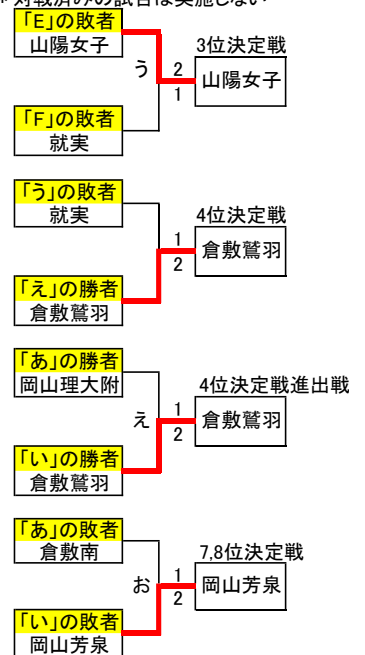 *対戦済みの試合は実施しない
「E」の敗者
山陽女子
う
2
1
3位決定戦
山陽女子
「F」の敗者
就実
「う」の敗者
就実
1
2
4位決定戦
倉敷鷲羽
「え」の勝者
倉敷鷲羽
「あ」の勝者
岡山理大附
え
1
2
4位決定戦進出戦
倉敷鷲羽
「い」の勝者
倉敷鷲羽
「あ」の敗者
倉敷南
お
1
2
7,8位決定戦
岡山芳泉
「い」の敗者
岡山芳泉